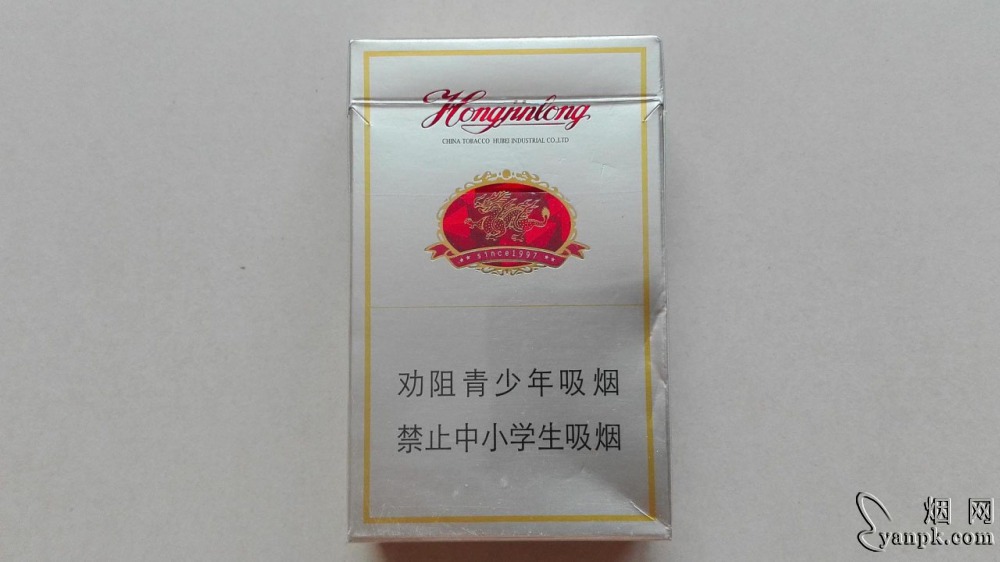 Hongjinlong
CHINA TOBACCO HUBEI INDUSTRIAL CO.,LTD
★★ since1997 ★★
劝阻青少年吸烟
禁止中小学生吸烟
烟网
yanpk.com